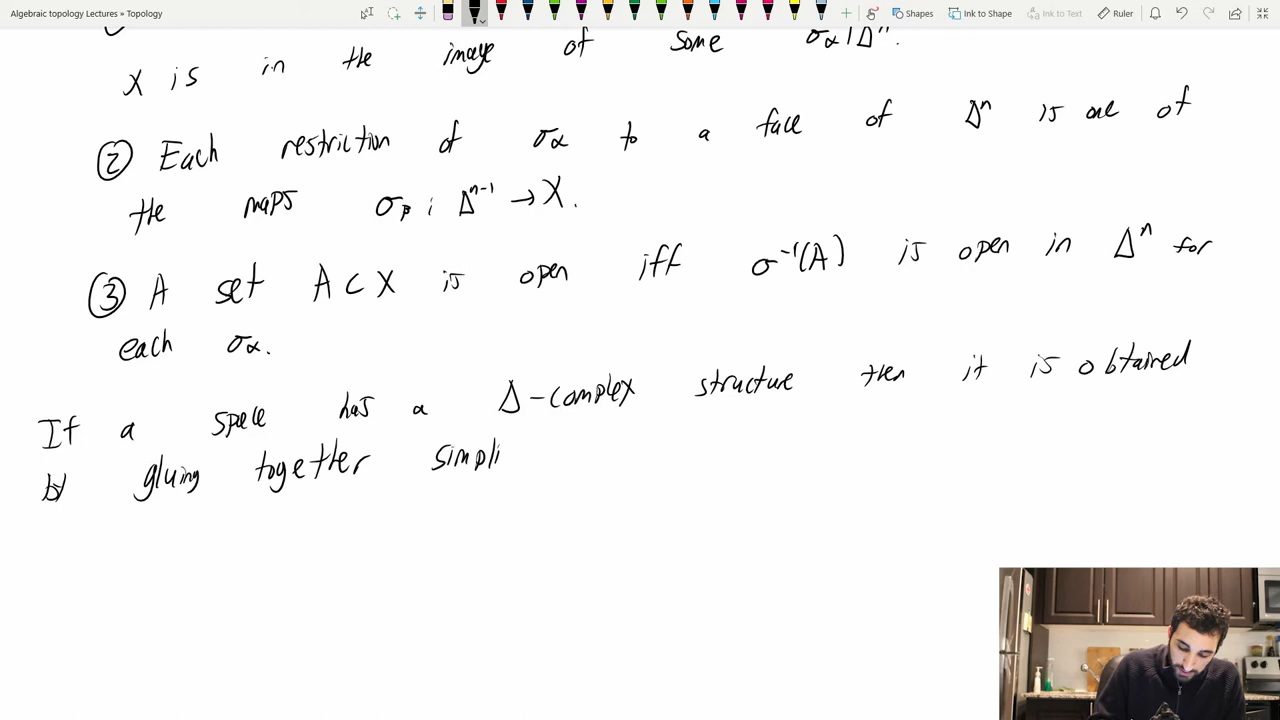 Algebraic topology Lectures » Topology
Shapes Ink to Shape Ink to Text Ruler
X is in the image of some σα|Δⁿ.
② Each restriction of σα to a face of Δⁿ is one of
the maps σβ : Δⁿ⁻¹ → X.
③ A set A ⊂ X is open iff σ⁻¹(A) is open in Δⁿ for
each σα.
If a space has a Δ-complex structure then it is obtained
by gluing together simpli